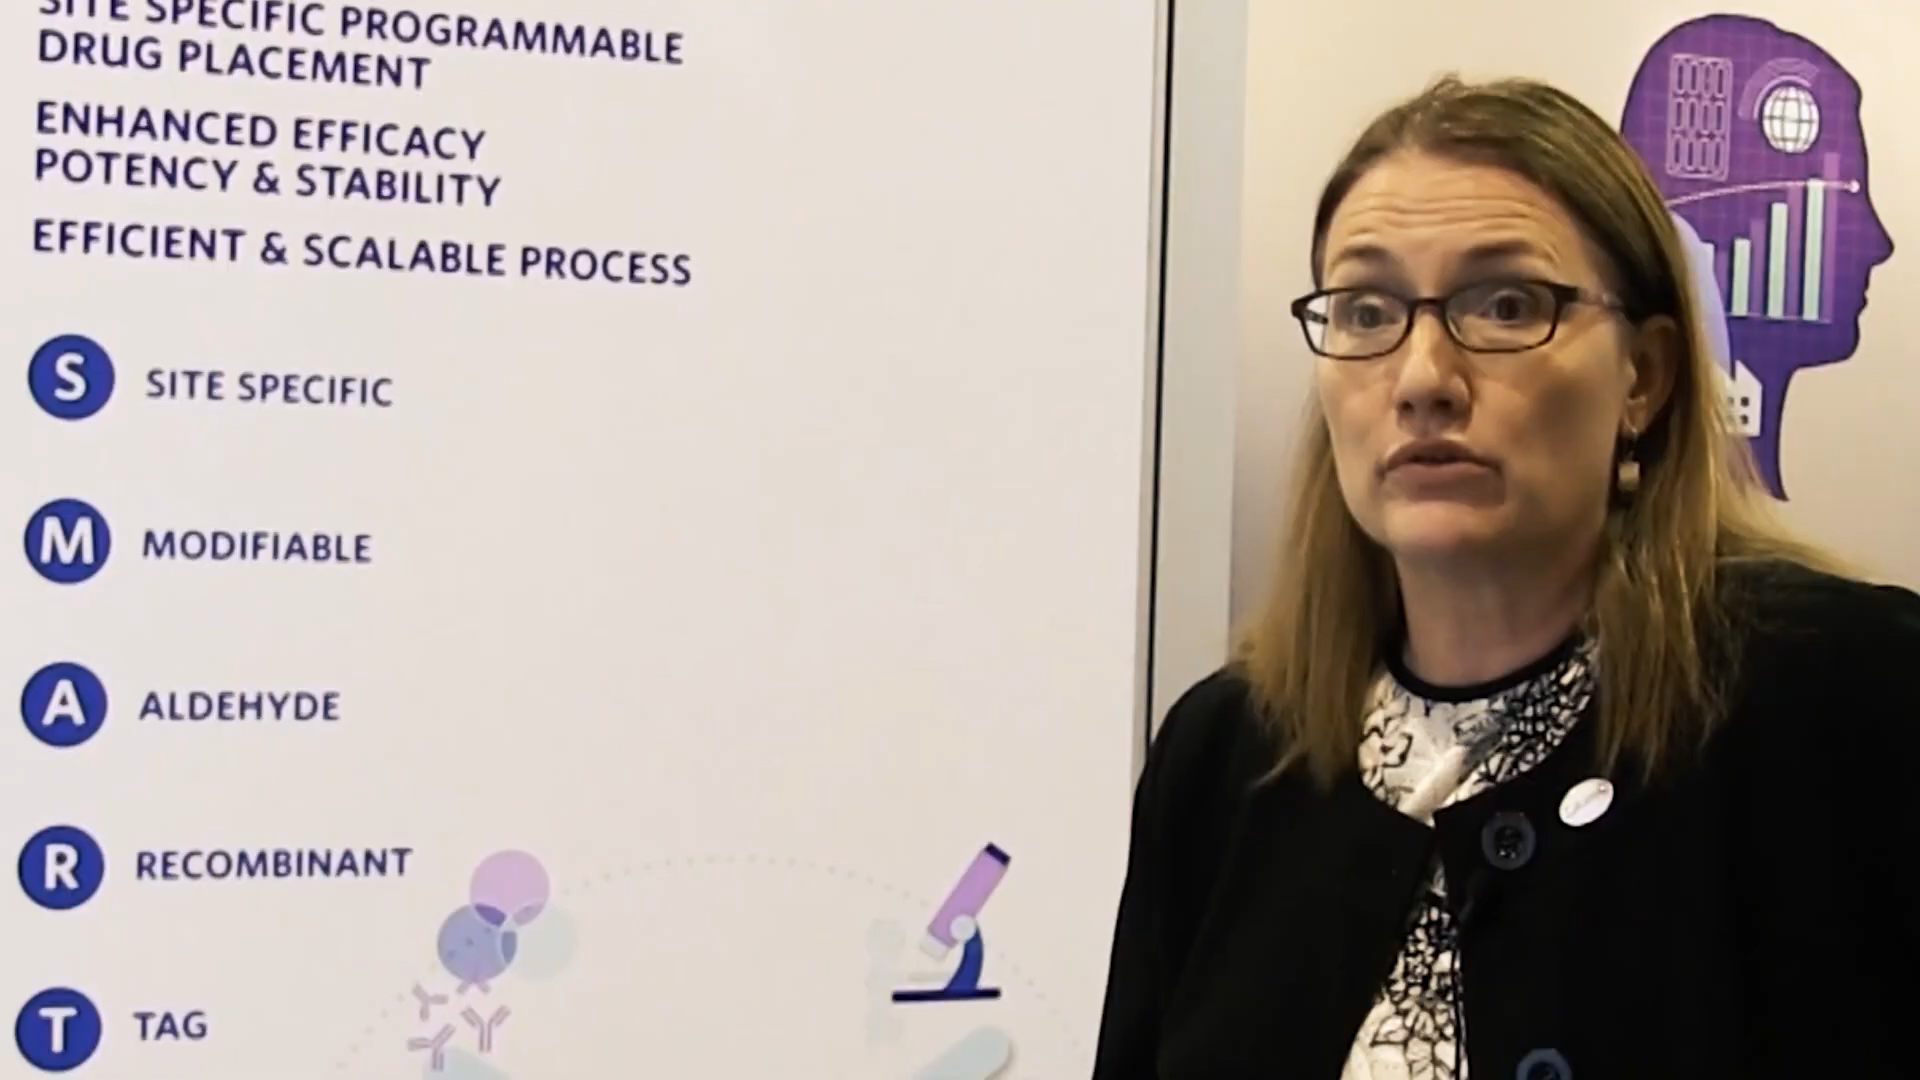 SITE SPECIFIC PROGRAMMABLE
DRUG PLACEMENT
ENHANCED EFFICACY
POTENCY & STABILITY
EFFICIENT & SCALABLE PROCESS
S SITE SPECIFIC
M MODIFIABLE
A ALDEHYDE
R RECOMBINANT
T TAG